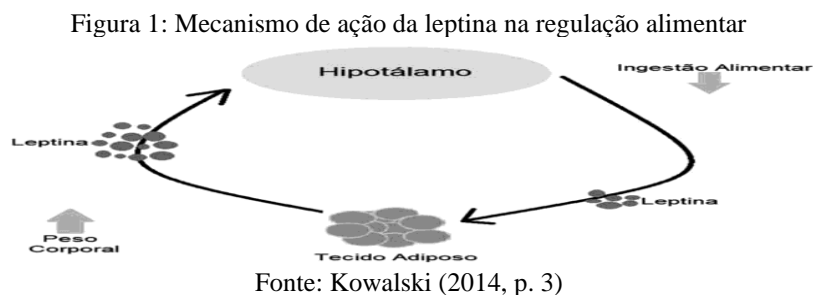 Figura 1: Mecanismo de ação da leptina na regulação alimentar
Hipotálamo
Ingestão Alimentar
Leptina
Leptina
Peso
Corporal
Tecido Adiposo
Fonte: Kowalski (2014, p. 3)